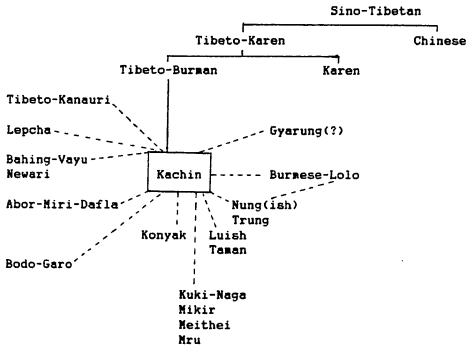 Sino-Tibetan
Tibeto-Karen Chinese
Tibeto-Burman Karen
Tibeto-Kanauri
Gyarung(?)
Lepcha
Bahing-Vayu
Newari
Kachin
Burmese-Lolo
Abor-Miri-Dafla
Nung(ish)
Trung
Konyak
Luish
Taman
Bodo-Garo
Kuki-Naga
Mikir
Meithei
Mru